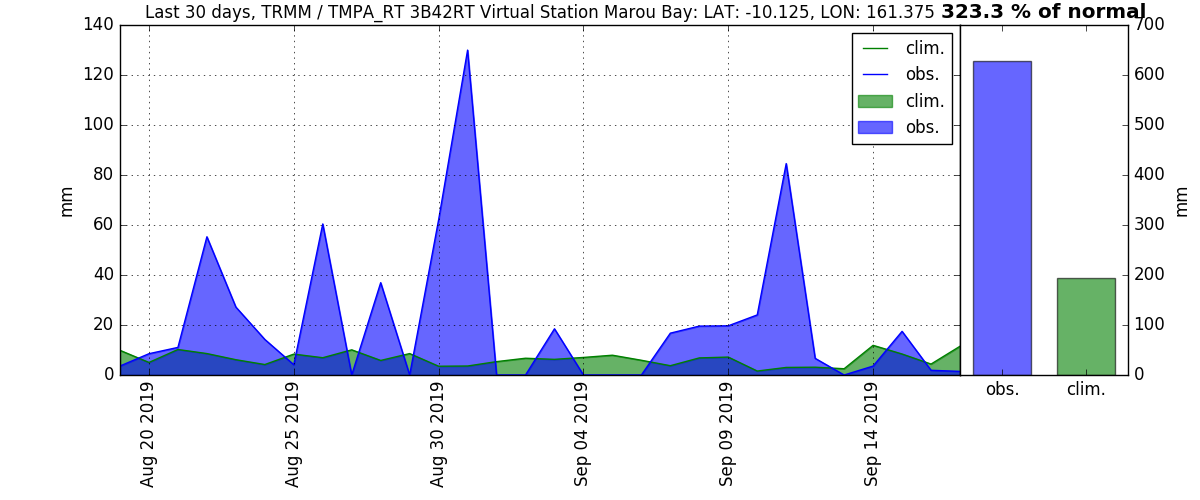 Last 30 days, TRMM / TMPA_RT 3B42RT Virtual Station Marou Bay: LAT: -10.125, LON: 161.375 323.3 % of normal
140
120
100
80
60
40
20
0
mm
clim.
obs.
clim.
obs.
Aug 20 2019
Aug 25 2019
Aug 30 2019
Sep 04 2019
Sep 09 2019
Sep 14 2019
700
600
500
400
300
200
100
0
mm
obs.
clim.